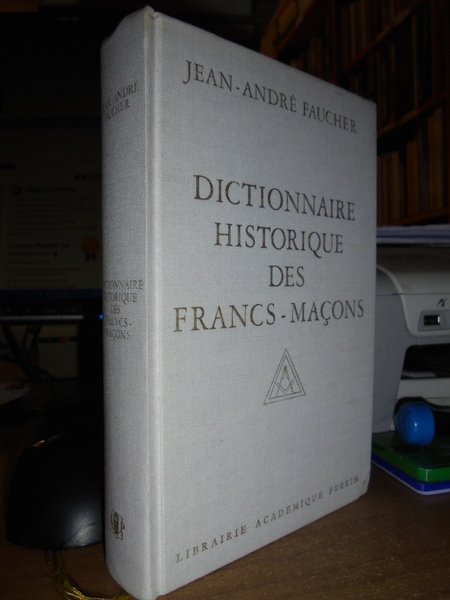 JEAN-ANDRÉ FAUCHER
DICTIONNAIRE
HISTORIQUE
DES
FRANCS-MAÇONS
LIBRAIRIE ACADÉMIQUE PERRIN
JEAN-ANDRÉ
FAUCHER
DICTIONNAIRE
HISTORIQUE
DES
FRANCS-
MAÇONS